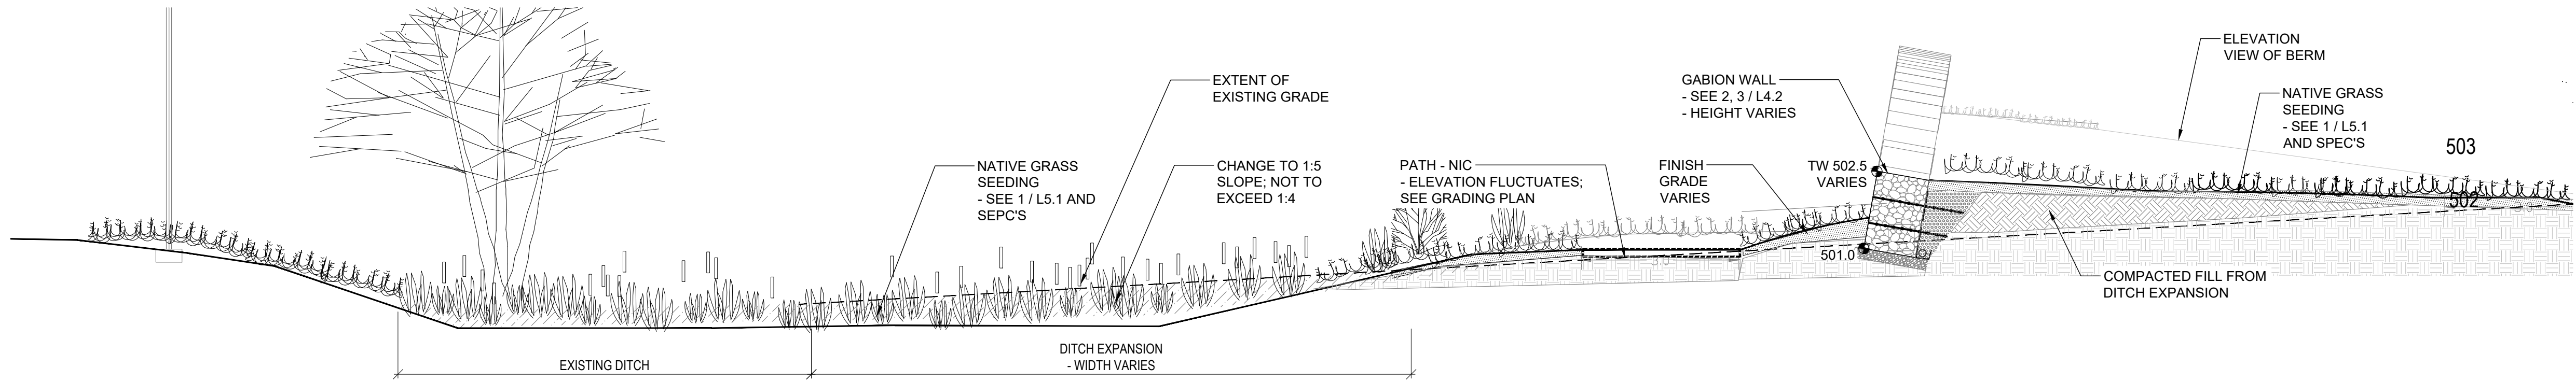 EXTENT OF
EXISTING GRADE
NATIVE GRASS
SEEDING
- SEE 1 / L5.1 AND
SEPC'S
CHANGE TO 1:5
SLOPE; NOT TO
EXCEED 1:4
PATH - NIC
- ELEVATION FLUCTUATES;
SEE GRADING PLAN
FINISH
GRADE
VARIES
GABION WALL
- SEE 2, 3 / L4.2
- HEIGHT VARIES
TW 502.5
VARIES
501.0
ELEVATION
VIEW OF BERM
NATIVE GRASS
SEEDING
- SEE 1 / L5.1
AND SPEC'S
503
502
COMPACTED FILL FROM
DITCH EXPANSION
EXISTING DITCH
DITCH EXPANSION
- WIDTH VARIES